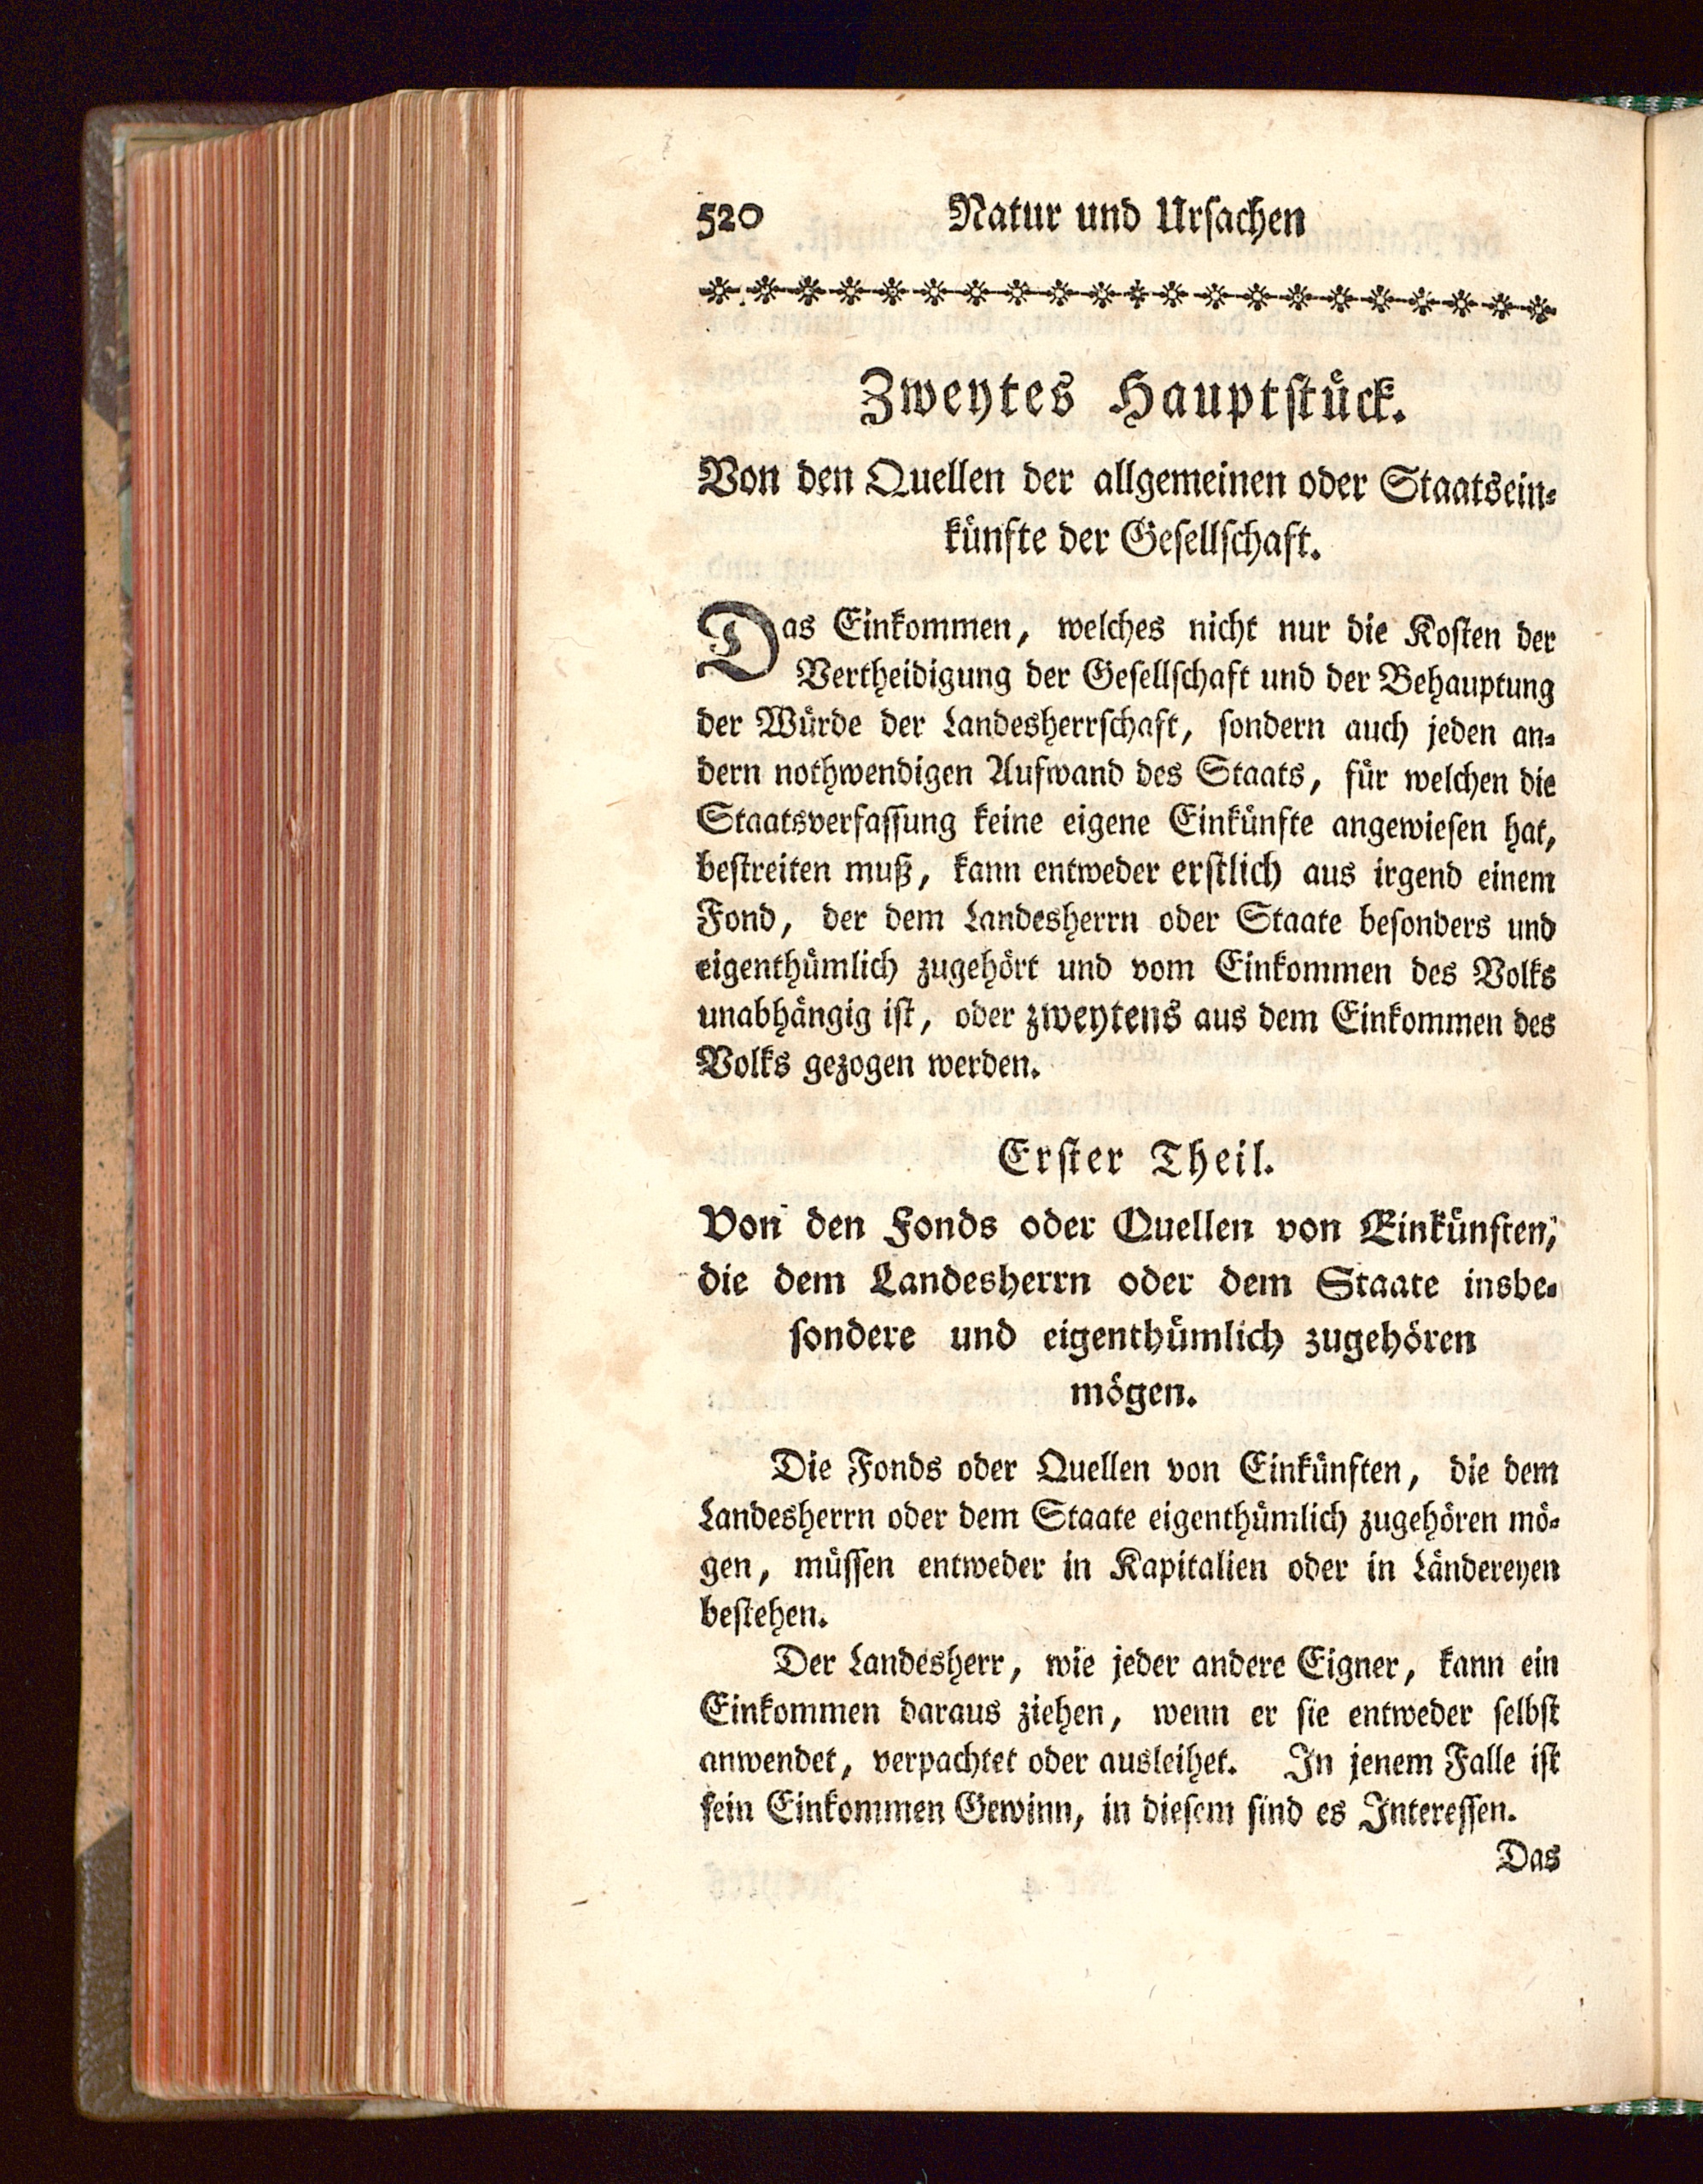 520 Natur und Ursachen
Zweytes Hauptstück.
Von den Quellen der allgemeinen oder Staatsein-
künfte der Gesellschaft.
Das Einkommen, welches nicht nur die Kosten der
Vertheidigung der Gesellschaft und der Behauptung
der Würde der Landesherrschaft, sondern auch jeden an-
dern nothwendigen Aufwand des Staats, für welchen die
Staatsverfassung keine eigene Einkünfte angewiesen hat,
bestreiten muß, kann entweder erstlich aus irgend einem
Fond, der dem Landesherrn oder Staate besonders und
eigenthümlich zugehört und vom Einkommen des Volks
unabhängig ist, oder zweytens aus dem Einkommen des
Volks gezogen werden.
Erster Theil.
Von den Fonds oder Quellen von Einkünften,
die dem Landesherrn oder dem Staate insbe-
sondere und eigenthümlich zugehören
mögen.
Die Fonds oder Quellen von Einkünften, die dem
Landesherrn oder dem Staate eigenthümlich zugehören mö-
gen, müssen entweder in Kapitalien oder in Ländereyen
bestehen.
Der Landesherr, wie jeder andere Eigner, kann ein
Einkommen daraus ziehen, wenn er sie entweder selbst
anwendet, verpachtet oder ausleihet. In jenem Falle ist
sein Einkommen Gewinn, in diesem sind es Interessen.
Das